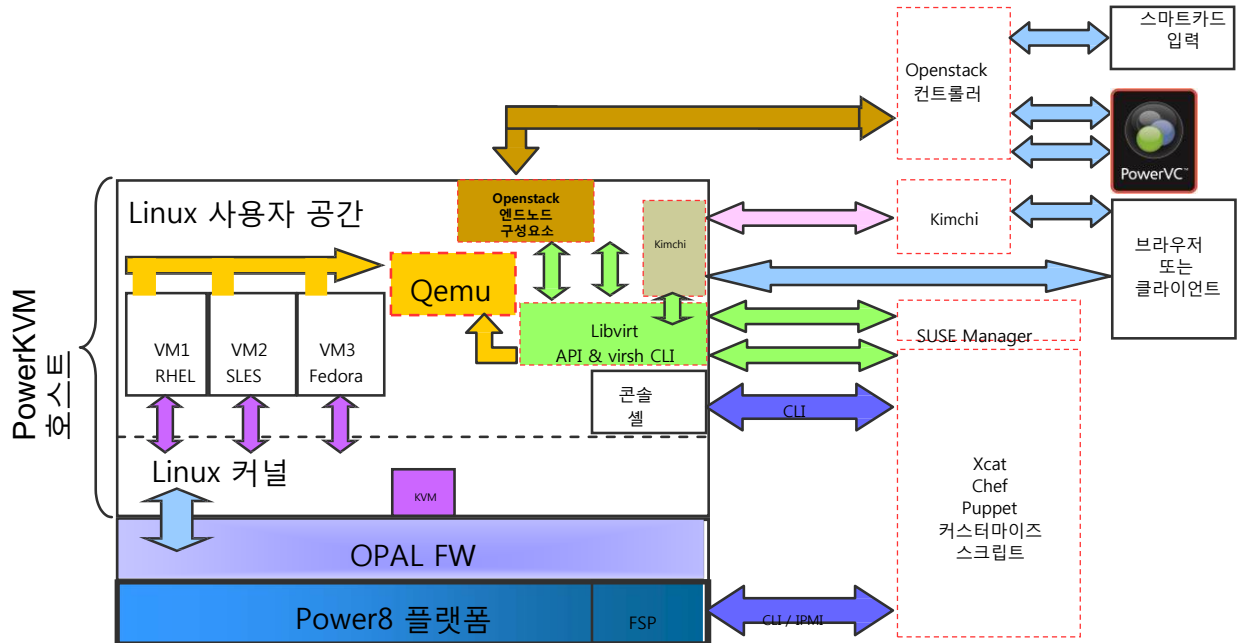 스마트카드
입력
Openstack
컨트롤러
PowerVC™
Linux 사용자 공간
Openstack
엔드노드
구성요소
Kimchi
Kimchi
브라우저
또는
클라이언트
Qemu
Libvirt
API & virsh CLI
SUSE Manager
VM1
RHEL
VM2
SLES
VM3
Fedora
콘솔
셸
CLI
PowerKVM
호스트
Linux 커널
KVM
Xcat
Chef
Puppet
커스터마이즈
스크립트
OPAL FW
Power8 플랫폼
FSP
CLI / IPMI